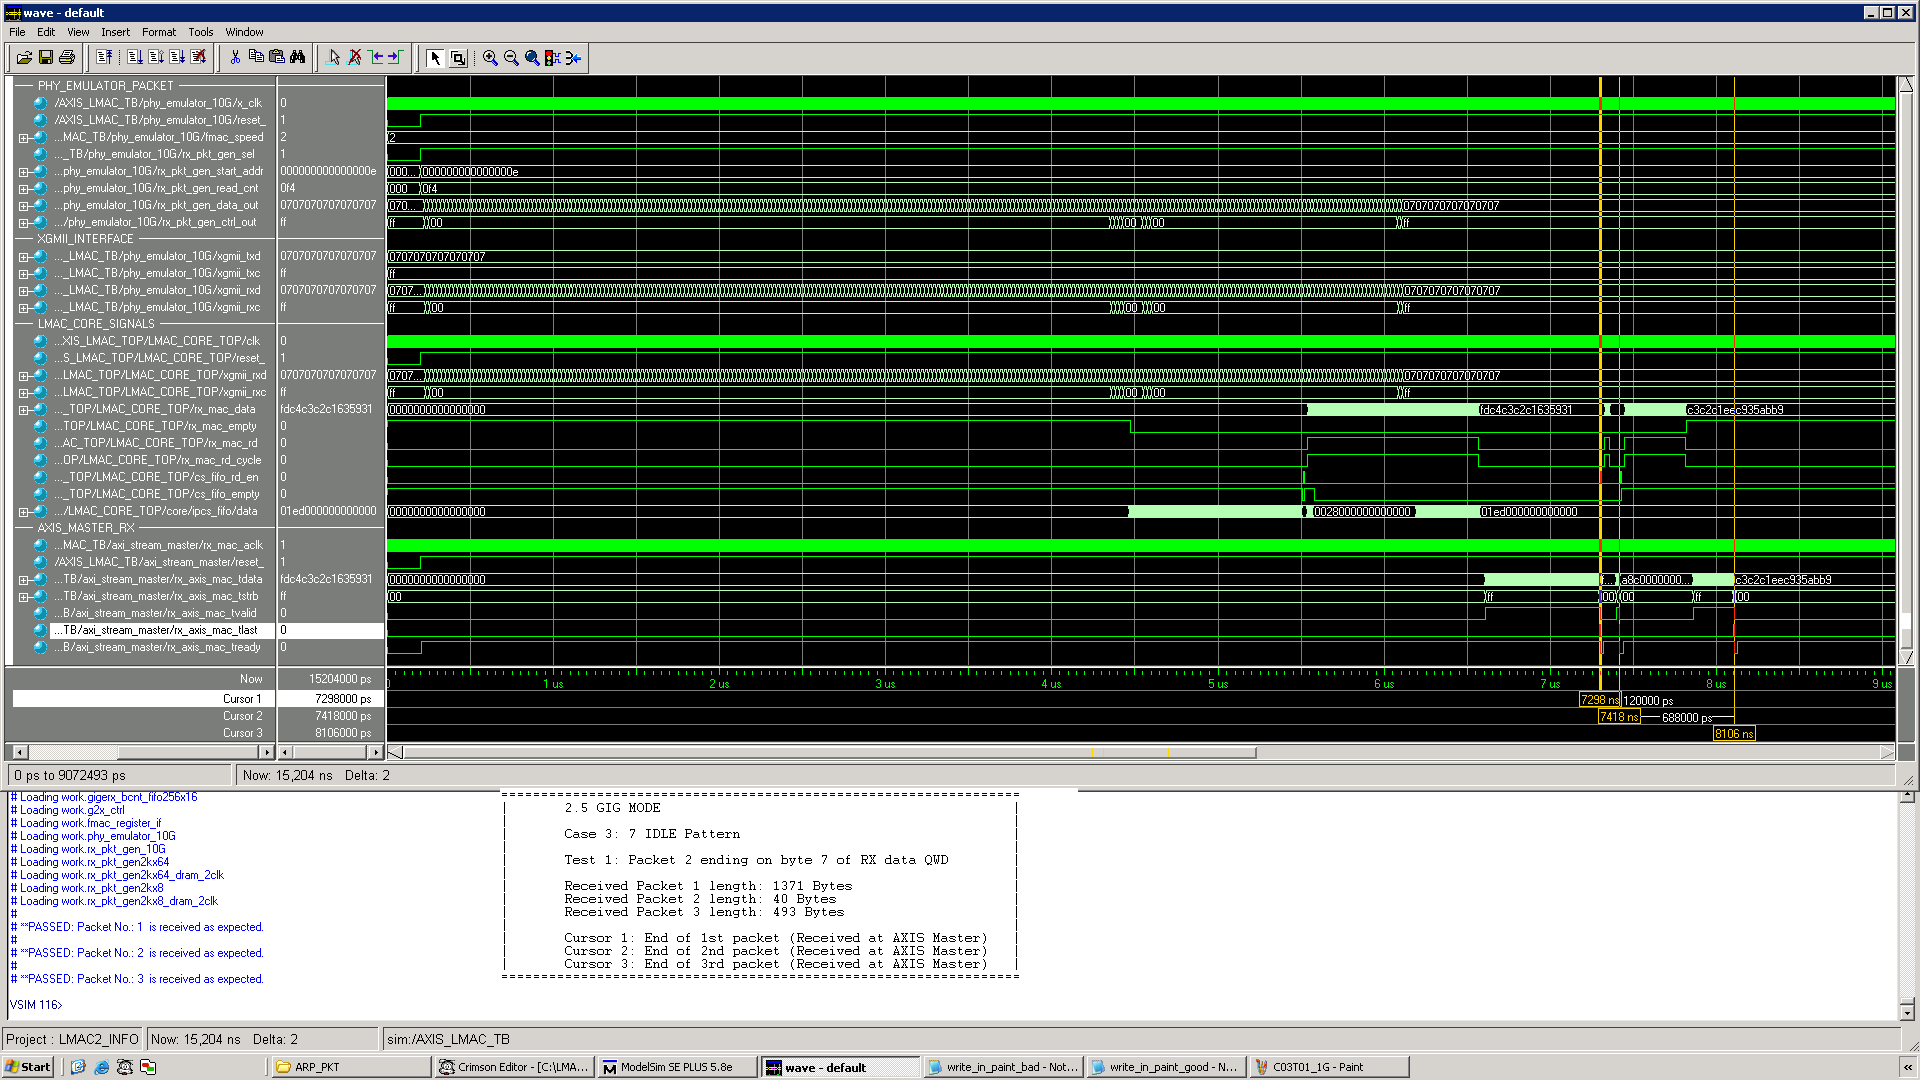 wave - default
File Edit View Insert Format Tools Window
PHY_EMULATOR_PACKET
/AXIS_LMAC_TB/phy_emulator_10G/x_clk 0
/AXIS_LMAC_TB/phy_emulator_10G/reset_ 1
...MAC_TB/phy_emulator_10G/fmac_speed 2 2
..._TB/phy_emulator_10G/rx_pkt_gen_sel 1
...phy_emulator_10G/rx_pkt_gen_start_addr 000000000000000e 000... 000000000000000e
...phy_emulator_10G/rx_pkt_gen_read_cnt 0f4 000 0f4
...phy_emulator_10G/rx_pkt_gen_data_out 0707070707070707 070... 0707070707070707
.../phy_emulator_10G/rx_pkt_gen_ctrl_out ff ff 00 00 00 ff
XGMII_INTERFACE
..._LMAC_TB/phy_emulator_10G/xgmii_txd 0707070707070707 0707070707070707
..._LMAC_TB/phy_emulator_10G/xgmii_txc ff ff
..._LMAC_TB/phy_emulator_10G/xgmii_rxd 0707070707070707 0707... 0707070707070707
..._LMAC_TB/phy_emulator_10G/xgmii_rxc ff ff 00 00 00 ff
LMAC_CORE_SIGNALS
...XIS_LMAC_TOP/LMAC_CORE_TOP/clk 0
...S_LMAC_TOP/LMAC_CORE_TOP/reset_ 1
...LMAC_TOP/LMAC_CORE_TOP/xgmii_rxd 0707070707070707 0707... 0707070707070707
...LMAC_TOP/LMAC_CORE_TOP/xgmii_rxc ff ff 00 00 00 ff
..._TOP/LMAC_CORE_TOP/rx_mac_data fdc4c3c2c1635931 0000000000000000 fdc4c3c2c1635931 c3c2c1eec935abb9
...TOP/LMAC_CORE_TOP/rx_mac_empty 0
...AC_TOP/LMAC_CORE_TOP/rx_mac_rd 0
...OP/LMAC_CORE_TOP/rx_mac_rd_cycle 0
..._TOP/LMAC_CORE_TOP/cs_fifo_rd_en 0
..._TOP/LMAC_CORE_TOP/cs_fifo_empty 0
.../LMAC_CORE_TOP/core/ipcs_fifo/data 01ed000000000000 0000000000000000 0028000000000000 01ed000000000000
AXIS_MASTER_RX
...MAC_TB/axi_stream_master/rx_mac_aclk 1
/AXIS_LMAC_TB/axi_stream_master/reset_ 1
...TB/axi_stream_master/rx_axis_mac_tdata fdc4c3c2c1635931 0000000000000000 f... a8c0000000... c3c2c1eec935abb9
...TB/axi_stream_master/rx_axis_mac_tstrb ff 00 ff 00 00 ff 00
...B/axi_stream_master/rx_axis_mac_tvalid 0
...TB/axi_stream_master/rx_axis_mac_tlast 0
...B/axi_stream_master/rx_axis_mac_tready 0
Now 15204000 ps 0 1 us 2 us 3 us 4 us 5 us 6 us 7 us 8 us 9 us
Cursor 1 7298000 ps 7298 ns 120000 ps
Cursor 2 7418000 ps 7418 ns 688000 ps
Cursor 3 8106000 ps 8106 ns
0 ps to 9072493 ps Now: 15,204 ns Delta: 2
# Loading work.gigerx_bcnt_fifo256x16
# Loading work.g2x_ctrl
# Loading work.fmac_register_if
# Loading work.phy_emulator_10G
# Loading work.rx_pkt_gen_10G
# Loading work.rx_pkt_gen2kx64
# Loading work.rx_pkt_gen2kx64_dram_2clk
# Loading work.rx_pkt_gen2kx8
# Loading work.rx_pkt_gen2kx8_dram_2clk
#
# **PASSED: Packet No.: 1 is received as expected.
#
# **PASSED: Packet No.: 2 is received as expected.
#
# **PASSED: Packet No.: 3 is received as expected.
VSIM 116>
2.5 GIG MODE
Case 3: 7 IDLE Pattern
Test 1: Packet 2 ending on byte 7 of RX data QWD
Received Packet 1 length: 1371 Bytes
Received Packet 2 length: 40 Bytes
Received Packet 3 length: 493 Bytes
Cursor 1: End of 1st packet (Received at AXIS Master)
Cursor 2: End of 2nd packet (Received at AXIS Master)
Cursor 3: End of 3rd packet (Received at AXIS Master)
Project : LMAC2_INFO Now: 15,204 ns Delta: 2 sim:/AXIS_LMAC_TB
Start ARP_PKT Crimson Editor - [C:\LMA... ModelSim SE PLUS 5.8e wave - default write_in_paint_bad - Not... write_in_paint_good - N... C03T01_1G - Paint